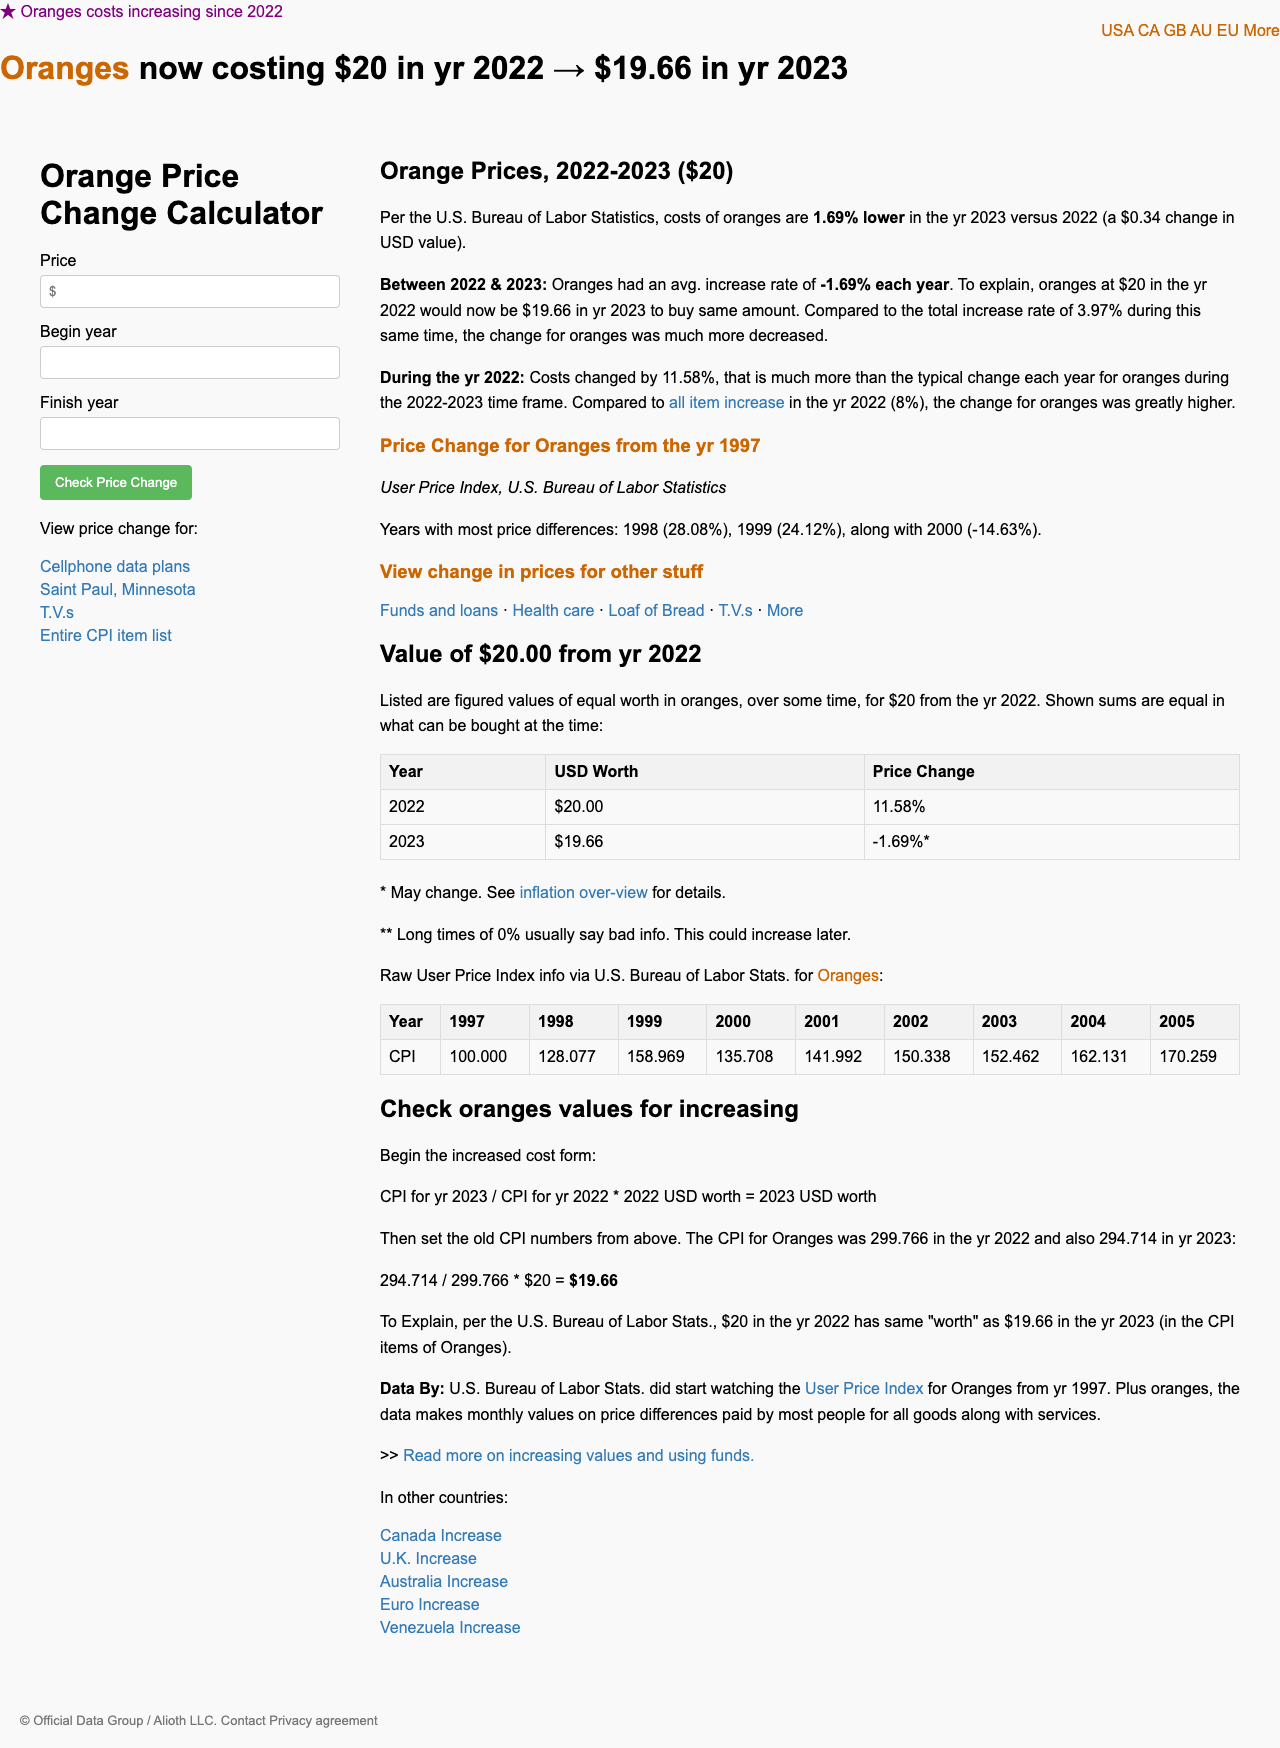 ★ Oranges costs increasing since 2022
USA CA GB AU EU More
Oranges now costing $20 in yr 2022 → $19.66 in yr 2023
Orange Price
Change Calculator
Price
$
Begin year
Finish year
Check Price Change
View price change for:
Cellphone data plans
Saint Paul, Minnesota
T.V.s
Entire CPI item list
Orange Prices, 2022-2023 ($20)
Per the U.S. Bureau of Labor Statistics, costs of oranges are 1.69% lower in the yr 2023 versus 2022 (a $0.34 change in
USD value).
Between 2022 & 2023: Oranges had an avg. increase rate of -1.69% each year. To explain, oranges at $20 in the yr
2022 would now be $19.66 in yr 2023 to buy same amount. Compared to the total increase rate of 3.97% during this
same time, the change for oranges was much more decreased.
During the yr 2022: Costs changed by 11.58%, that is much more than the typical change each year for oranges during
the 2022-2023 time frame. Compared to all item increase in the yr 2022 (8%), the change for oranges was greatly higher.
Price Change for Oranges from the yr 1997
User Price Index, U.S. Bureau of Labor Statistics
Years with most price differences: 1998 (28.08%), 1999 (24.12%), along with 2000 (-14.63%).
View change in prices for other stuff
Funds and loans · Health care · Loaf of Bread · T.V.s · More
Value of $20.00 from yr 2022
Listed are figured values of equal worth in oranges, over some time, for $20 from the yr 2022. Shown sums are equal in
what can be bought at the time:
Year USD Worth Price Change
2022 $20.00 11.58%
2023 $19.66 -1.69%*
* May change. See inflation over-view for details.
** Long times of 0% usually say bad info. This could increase later.
Raw User Price Index info via U.S. Bureau of Labor Stats. for Oranges:
Year 1997 1998 1999 2000 2001 2002 2003 2004 2005
CPI 100.000 128.077 158.969 135.708 141.992 150.338 152.462 162.131 170.259
Check oranges values for increasing
Begin the increased cost form:
CPI for yr 2023 / CPI for yr 2022 * 2022 USD worth = 2023 USD worth
Then set the old CPI numbers from above. The CPI for Oranges was 299.766 in the yr 2022 and also 294.714 in yr 2023:
294.714 / 299.766 * $20 = $19.66
To Explain, per the U.S. Bureau of Labor Stats., $20 in the yr 2022 has same "worth" as $19.66 in the yr 2023 (in the CPI
items of Oranges).
Data By: U.S. Bureau of Labor Stats. did start watching the User Price Index for Oranges from yr 1997. Plus oranges, the
data makes monthly values on price differences paid by most people for all goods along with services.
>> Read more on increasing values and using funds.
In other countries:
Canada Increase
U.K. Increase
Australia Increase
Euro Increase
Venezuela Increase
© Official Data Group / Alioth LLC. Contact Privacy agreement